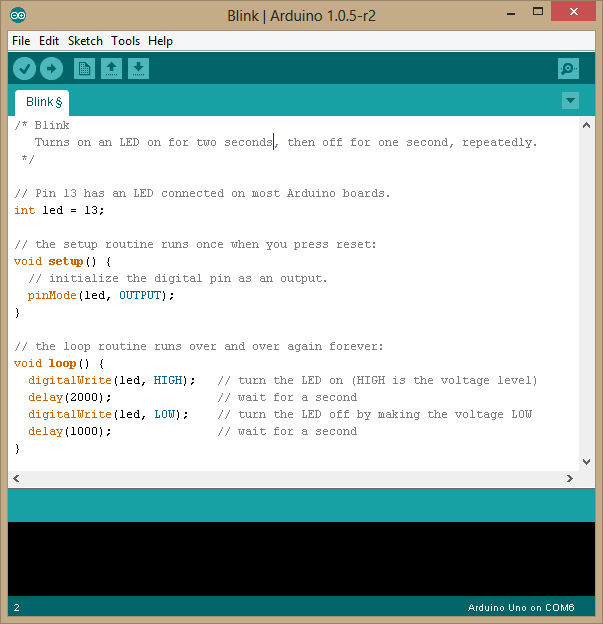 Blink | Arduino 1.0.5-r2
File Edit Sketch Tools Help
Blink §
/* Blink
   Turns on an LED on for two seconds, then off for one second, repeatedly.
 */
// Pin 13 has an LED connected on most Arduino boards.
int led = 13;
// the setup routine runs once when you press reset:
void setup() {
  // initialize the digital pin as an output.
  pinMode(led, OUTPUT);
}
// the loop routine runs over and over again forever:
void loop() {
  digitalWrite(led, HIGH);   // turn the LED on (HIGH is the voltage level)
  delay(2000);               // wait for a second
  digitalWrite(led, LOW);    // turn the LED off by making the voltage LOW
  delay(1000);               // wait for a second
}
2
Arduino Uno on COM6